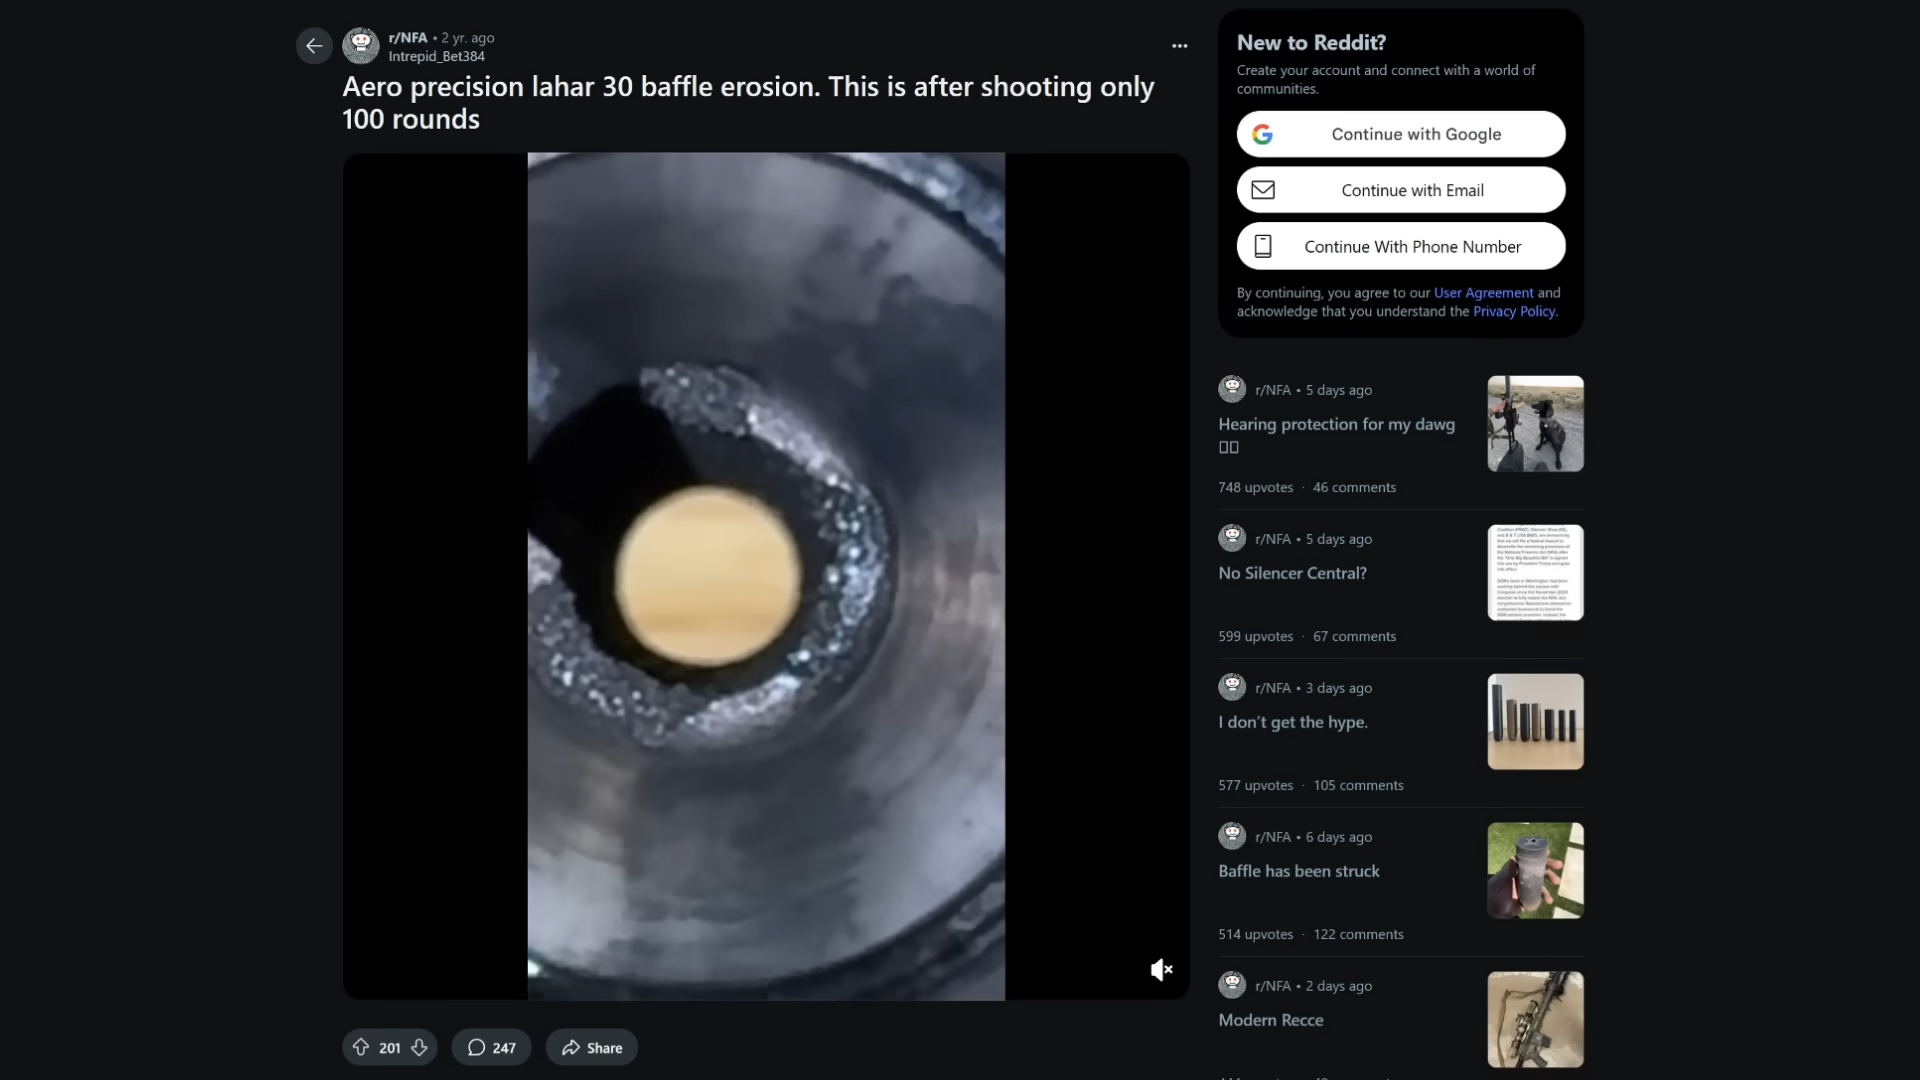 r/NFA • 2 yr. ago
Intrepid_Bet384
Aero precision lahar 30 baffle erosion. This is after shooting only
100 rounds
201
247
Share
New to Reddit?
Create your account and connect with a world of
communities.
Continue with Google
Continue with Email
Continue With Phone Number
By continuing, you agree to our User Agreement and
acknowledge that you understand the Privacy Policy.
r/NFA • 5 days ago
Hearing protection for my dawg
748 upvotes · 46 comments
r/NFA • 5 days ago
No Silencer Central?
599 upvotes · 67 comments
r/NFA • 3 days ago
I don’t get the hype.
577 upvotes · 105 comments
r/NFA • 6 days ago
Baffle has been struck
514 upvotes · 122 comments
r/NFA • 2 days ago
Modern Recce